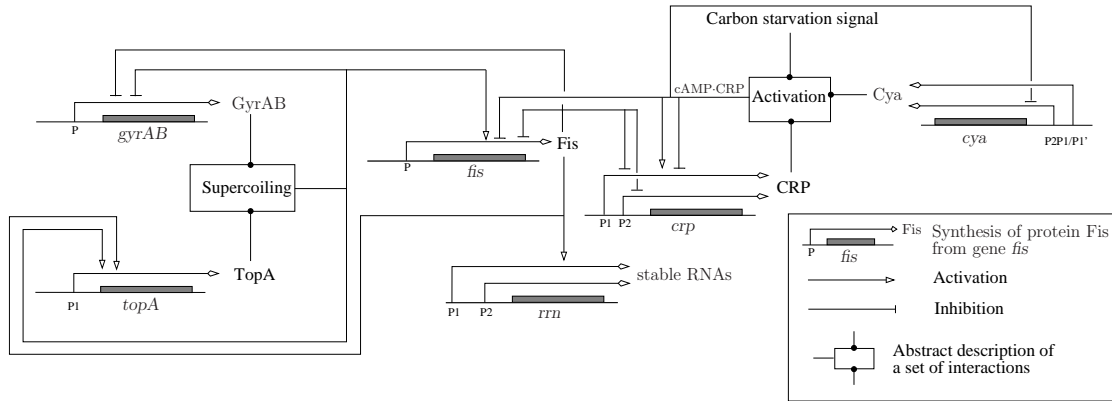 Carbon starvation signal
cAMP·CRP
Activation
Cya
GyrAB
P
gyrAB
P2
P1/P1'
cya
Fis
P
fis
Supercoiling
CRP
P1
P2
crp
TopA
P1
topA
stable RNAs
P1
P2
rrn
Fis
P
fis
Synthesis of protein Fis
from gene fis
Activation
Inhibition
Abstract description of
a set of interactions